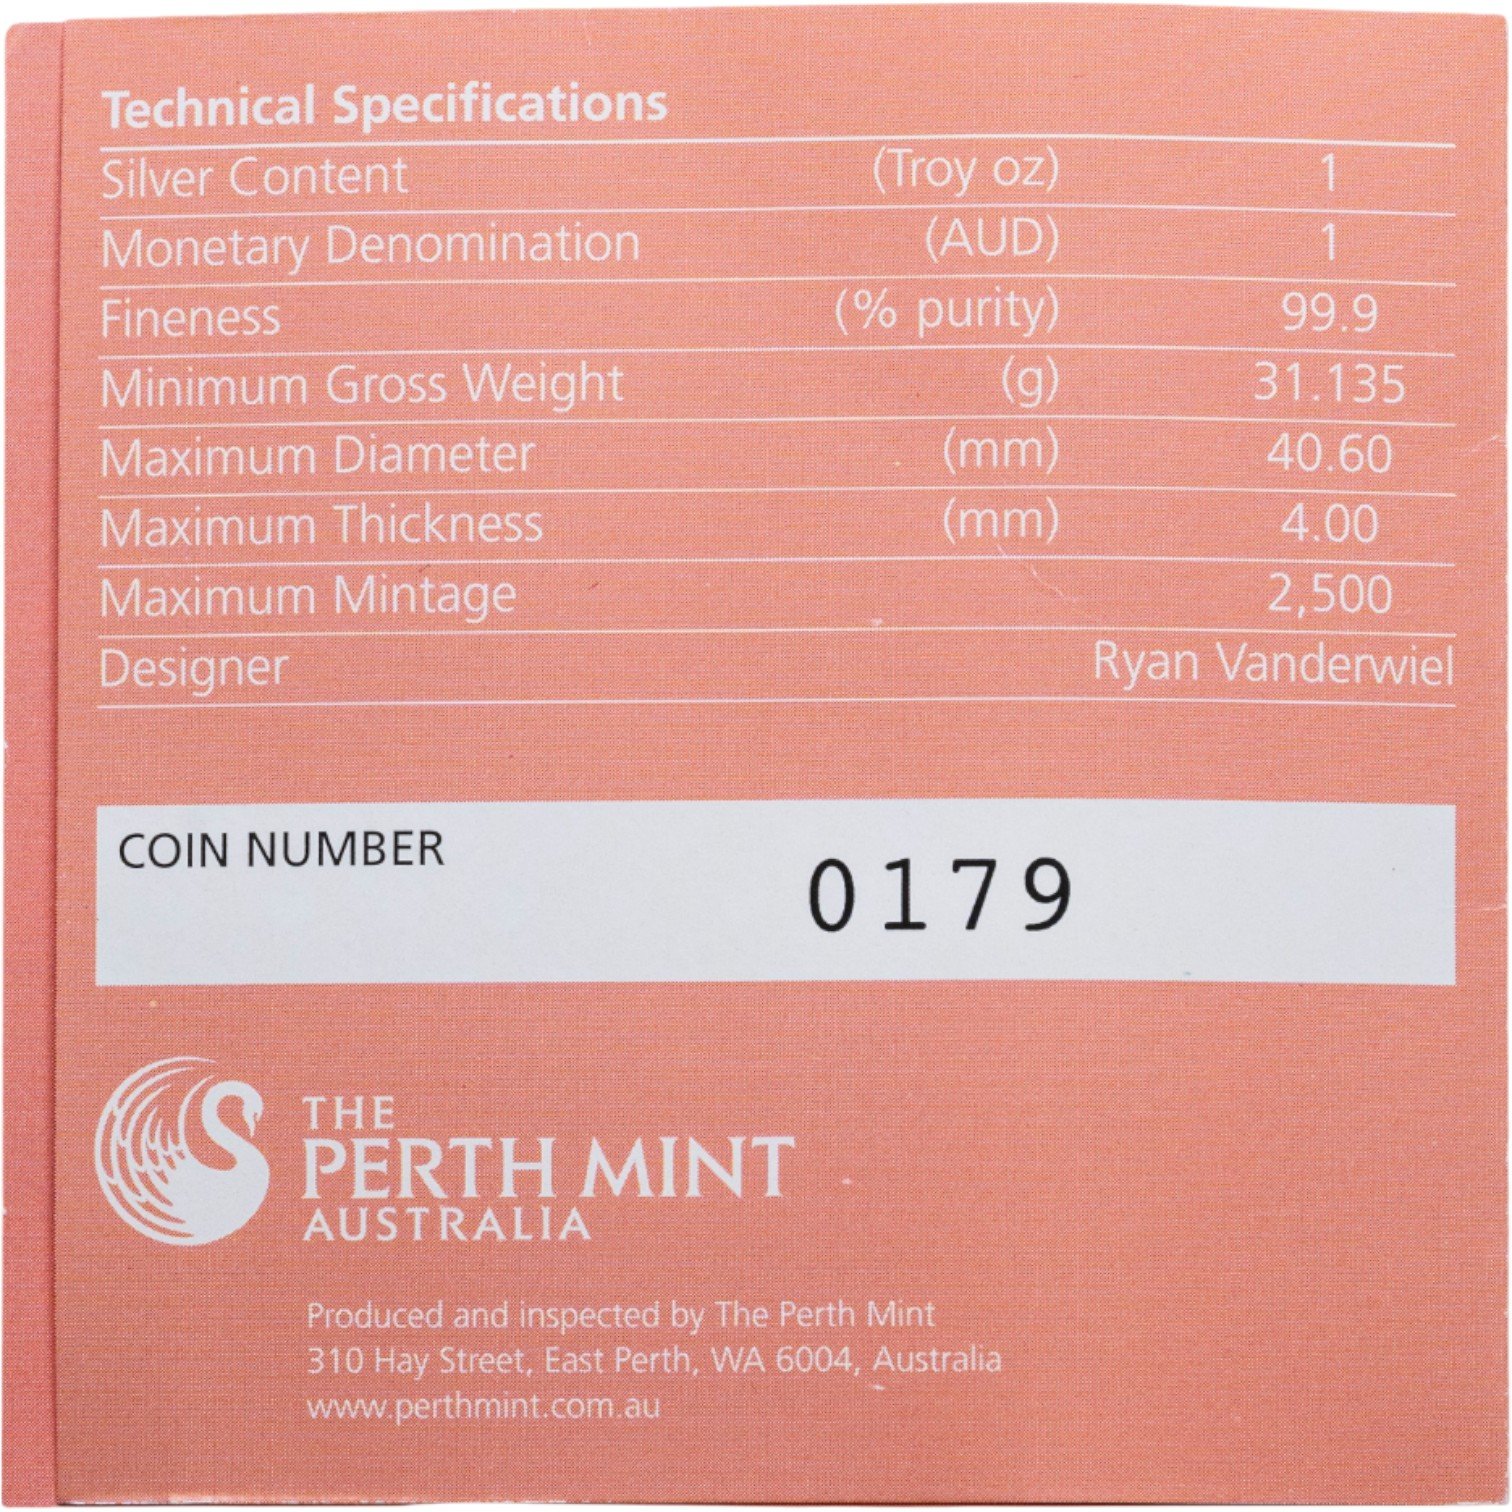 Technical Specifications
Silver Content (Troy oz) 1
Monetary Denomination (AUD) 1
Fineness (% purity) 99.9
Minimum Gross Weight (g) 31.135
Maximum Diameter (mm) 40.60
Maximum Thickness (mm) 4.00
Maximum Mintage 2,500
Designer Ryan Vanderwiel
COIN NUMBER 0179
THE
PERTH MINT
AUSTRALIA
Produced and inspected by The Perth Mint
310 Hay Street, East Perth, WA 6004, Australia
www.perthmint.com.au